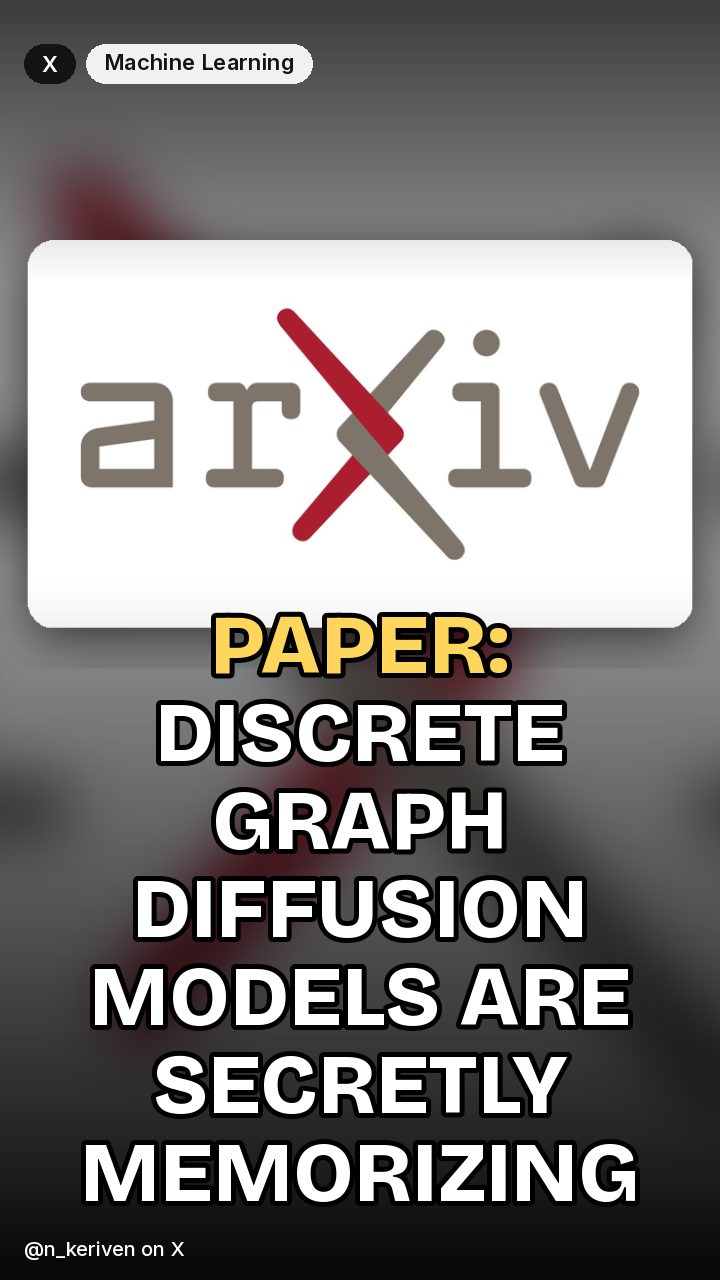 X
Machine Learning
arXiv
PAPER:
DISCRETE
GRAPH
DIFFUSION
MODELS ARE
SECRETLY
MEMORIZING
@n_keriven on X